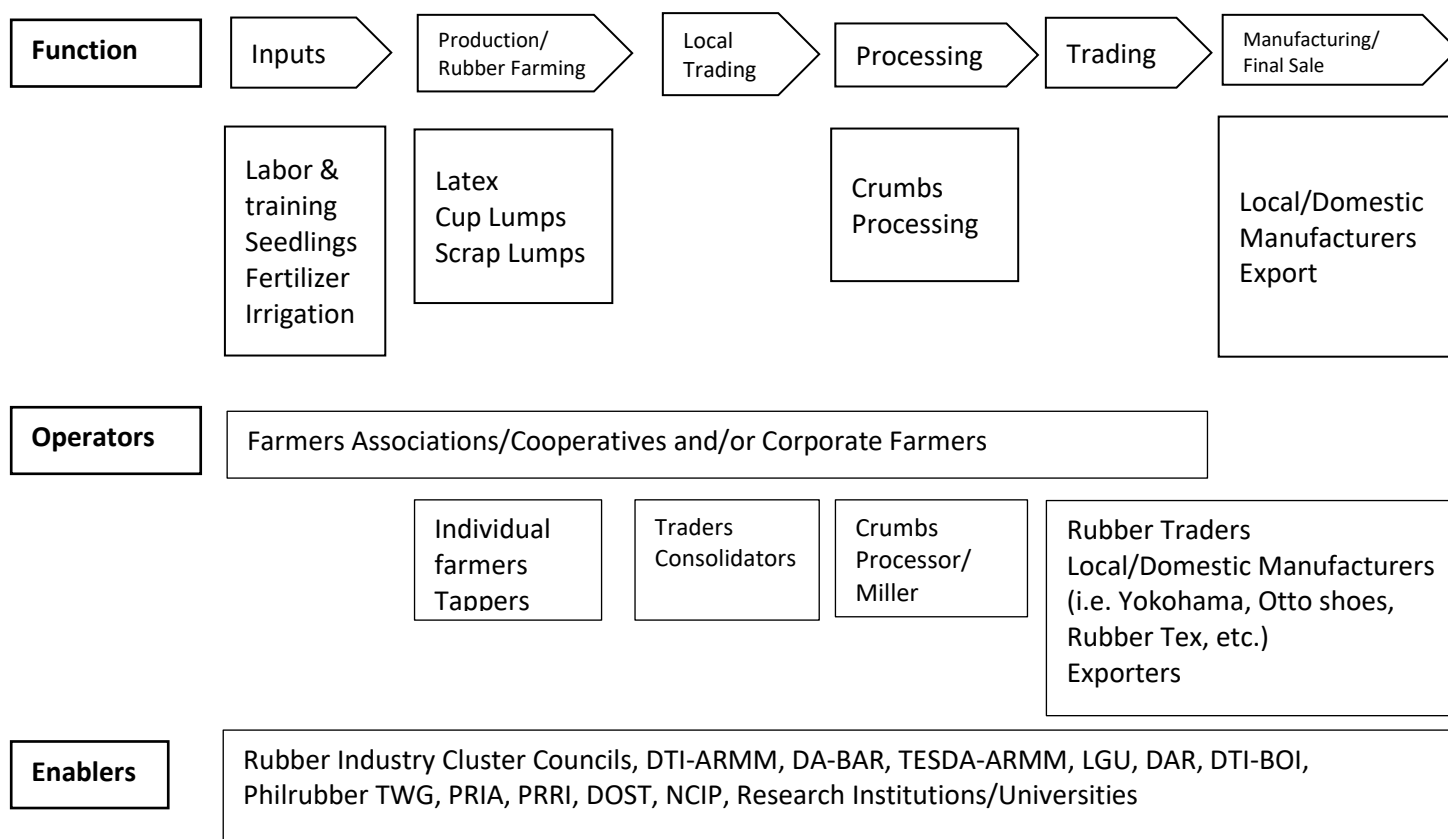 Function
Inputs
Production/
Rubber Farming
Local
Trading
Processing
Trading
Manufacturing/
Final Sale
Labor &
training
Seedlings
Fertilizer
Irrigation
Latex
Cup Lumps
Scrap Lumps
Crumbs
Processing
Local/Domestic
Manufacturers
Export
Operators
Farmers Associations/Cooperatives and/or Corporate Farmers
Individual
farmers
Tappers
Traders
Consolidators
Crumbs
Processor/
Miller
Rubber Traders
Local/Domestic Manufacturers
(i.e. Yokohama, Otto shoes,
Rubber Tex, etc.)
Exporters
Enablers
Rubber Industry Cluster Councils, DTI-ARMM, DA-BAR, TESDA-ARMM, LGU, DAR, DTI-BOI,
Philrubber TWG, PRIA, PRRI, DOST, NCIP, Research Institutions/Universities